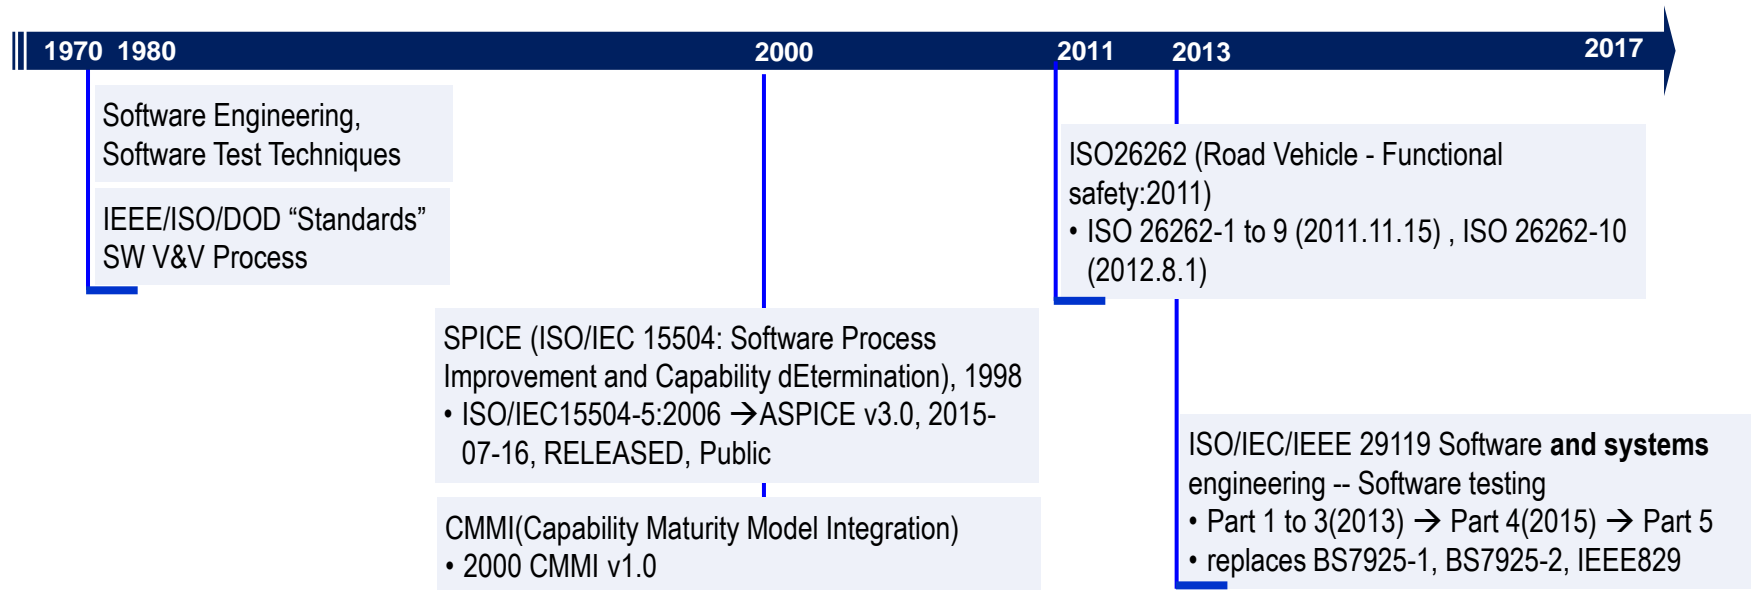 1970 1980 2000 2011 2013 2017
Software Engineering,
Software Test Techniques
IEEE/ISO/DOD “Standards”
SW V&V Process
SPICE (ISO/IEC 15504: Software Process
Improvement and Capability dEtermination), 1998
• ISO/IEC15504-5:2006 →ASPICE v3.0, 2015-
07-16, RELEASED, Public
CMMI(Capability Maturity Model Integration)
• 2000 CMMI v1.0
ISO26262 (Road Vehicle - Functional
safety:2011)
• ISO 26262-1 to 9 (2011.11.15) , ISO 26262-10
(2012.8.1)
ISO/IEC/IEEE 29119 Software and systems
engineering -- Software testing
• Part 1 to 3(2013) → Part 4(2015) → Part 5
• replaces BS7925-1, BS7925-2, IEEE829